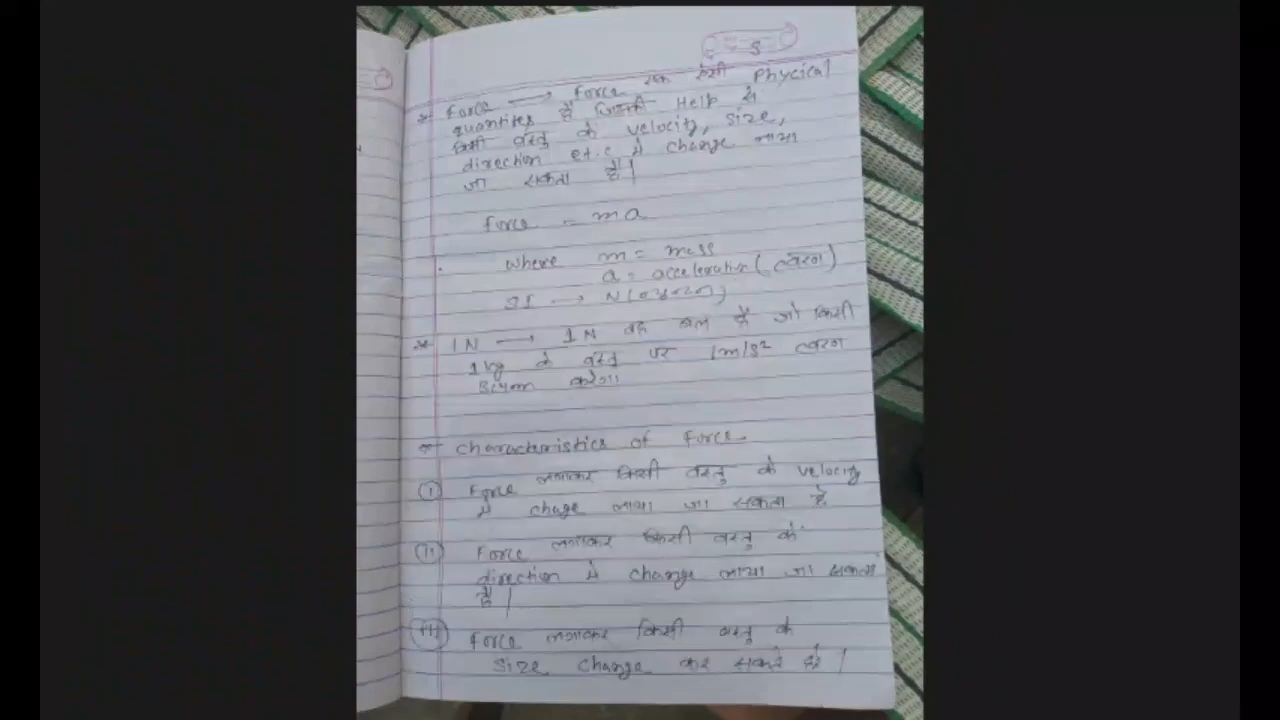 5
* Force → Force एक ऐसी Physical
quantites है जिसकी Help से
किसी वस्तु के velocity, size,
direction etc में change लाया
जा सकता है।
Force = ma
Where m = mass
a = acceleration (त्वरण)
SI → N (न्यूटन)
* 1N → 1N वह बल है जो किसी
1kg के वस्तु पर 1m/s² त्वरण
उत्पन्न करेगा।
* Characteristics of Force
(i) Force लगाकर किसी वस्तु के velocity
में chage लाया जा सकता है
(ii) Force लगाकर किसी वस्तु के
direction में change लाया जा सकता
है।
(iii) Force लगाकर किसी वस्तु के
size change कर सकते है।